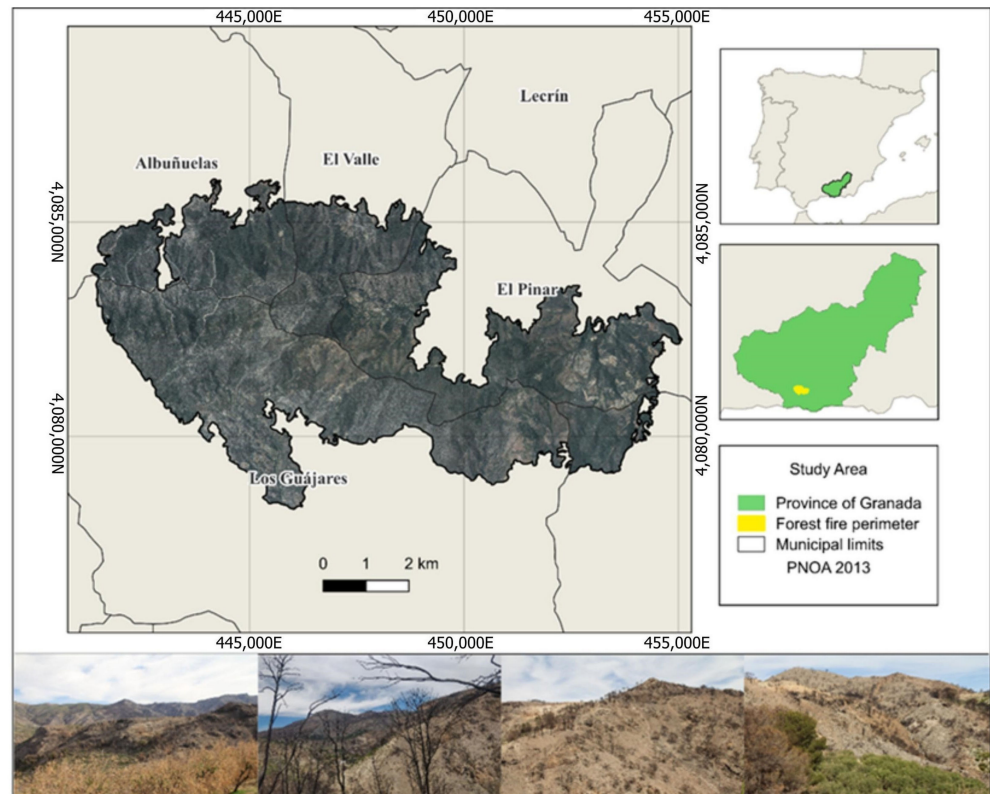 445,000E
450,000E
455,000E
Lecrín
Albuñuelas
El Valle
4,085,000N
4,085,000N
El Pinar
4,080,000N
4,080,000N
Los Guájares
0 1 2 km
445,000E
450,000E
455,000E
Study Area
Province of Granada
Forest fire perimeter
Municipal limits
PNOA 2013